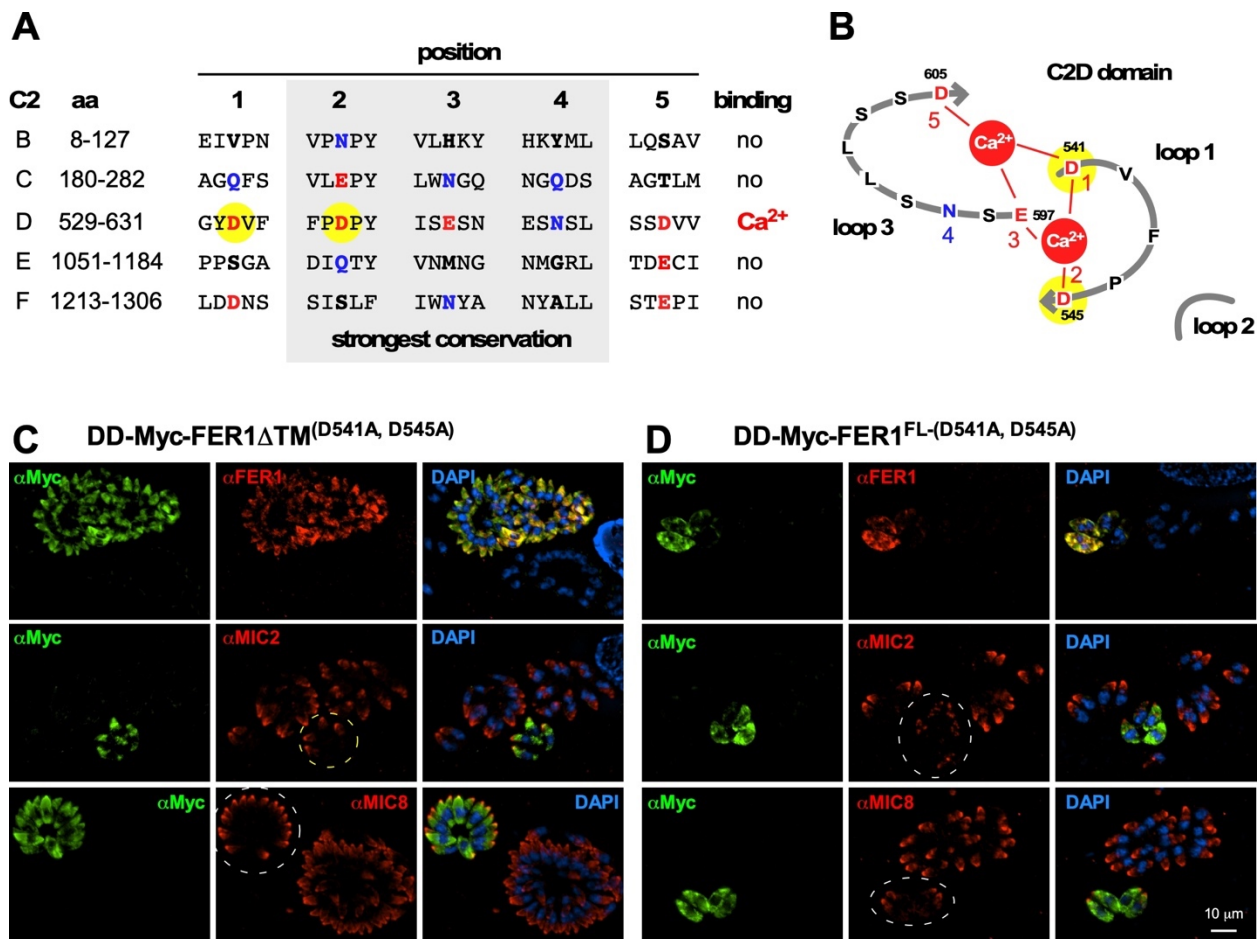 A
position
C2 aa 1 2 3 4 5 binding
B 8-127 EIVPN VPNPY VLHKY HKYML LQSAV no
C 180-282 AGQFS VLEPY LWNGQ NGQDS AGTLM no
D 529-631 GYDVF FPDPY ISESN ESNSL SSDVV Ca2+
E 1051-1184 PPSGA DIQTY VNMNG NMGRL TDECI no
F 1213-1306 LDDNS SISLF IWNYA NYALL STEPI no
strongest conservation
B
C2D domain
605
S S D
5
Ca2+
541
D
1
V
loop 1
S
L
L
S
N
4
S
E
597
3
Ca2+
F
loop 3
2
D
545
P
loop 2
C DD-Myc-FER1ΔTM(D541A, D545A)
αMyc αFER1 DAPI
αMyc αMIC2 DAPI
αMyc αMIC8 DAPI
D DD-Myc-FER1FL-(D541A, D545A)
αMyc αFER1 DAPI
αMyc αMIC2 DAPI
αMyc αMIC8 DAPI
10 μm